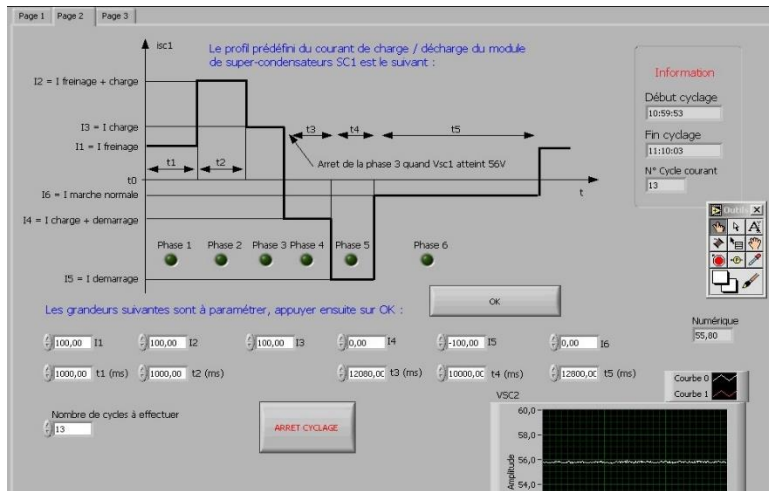 Page 1 Page 2 Page 3
isc1
Le profil prédéfini du courant de charge / décharge du module
de super-condensateurs SC1 est le suivant :
I2 = I freinage + charge
I3 = I charge
I1 = I freinage
t1
t2
t3
t4
t5
Arret de la phase 3 quand Vsc1 atteint 56V
t0
t
I6 = I marche normale
I4 = I charge + demarrage
Phase 1 Phase 2 Phase 3 Phase 4 Phase 5 Phase 6
I5 = I demarrage
Information
Début cyclage
10:59:53
Fin cyclage
11:10:03
N° Cycle courant
13
Outils
A
Les grandeurs suivantes sont à paramétrer, appuyer ensuite sur OK :
OK
Numérique
55,80
100,00 I1 100,00 I2 100,00 I3 0,00 I4 -100,00 I5 0,00 I6
1000,00 t1 (ms) 1000,00 t2 (ms) 12080,0C t3 (ms) 10000,0C t4 (ms) 12800,0C t5 (ms)
Nombre de cycles à effectuer
13
ARRET CYCLAGE
Courbe 0
Courbe 1
VSC2
Amplitude
60,0
58,0
56,0
54,0